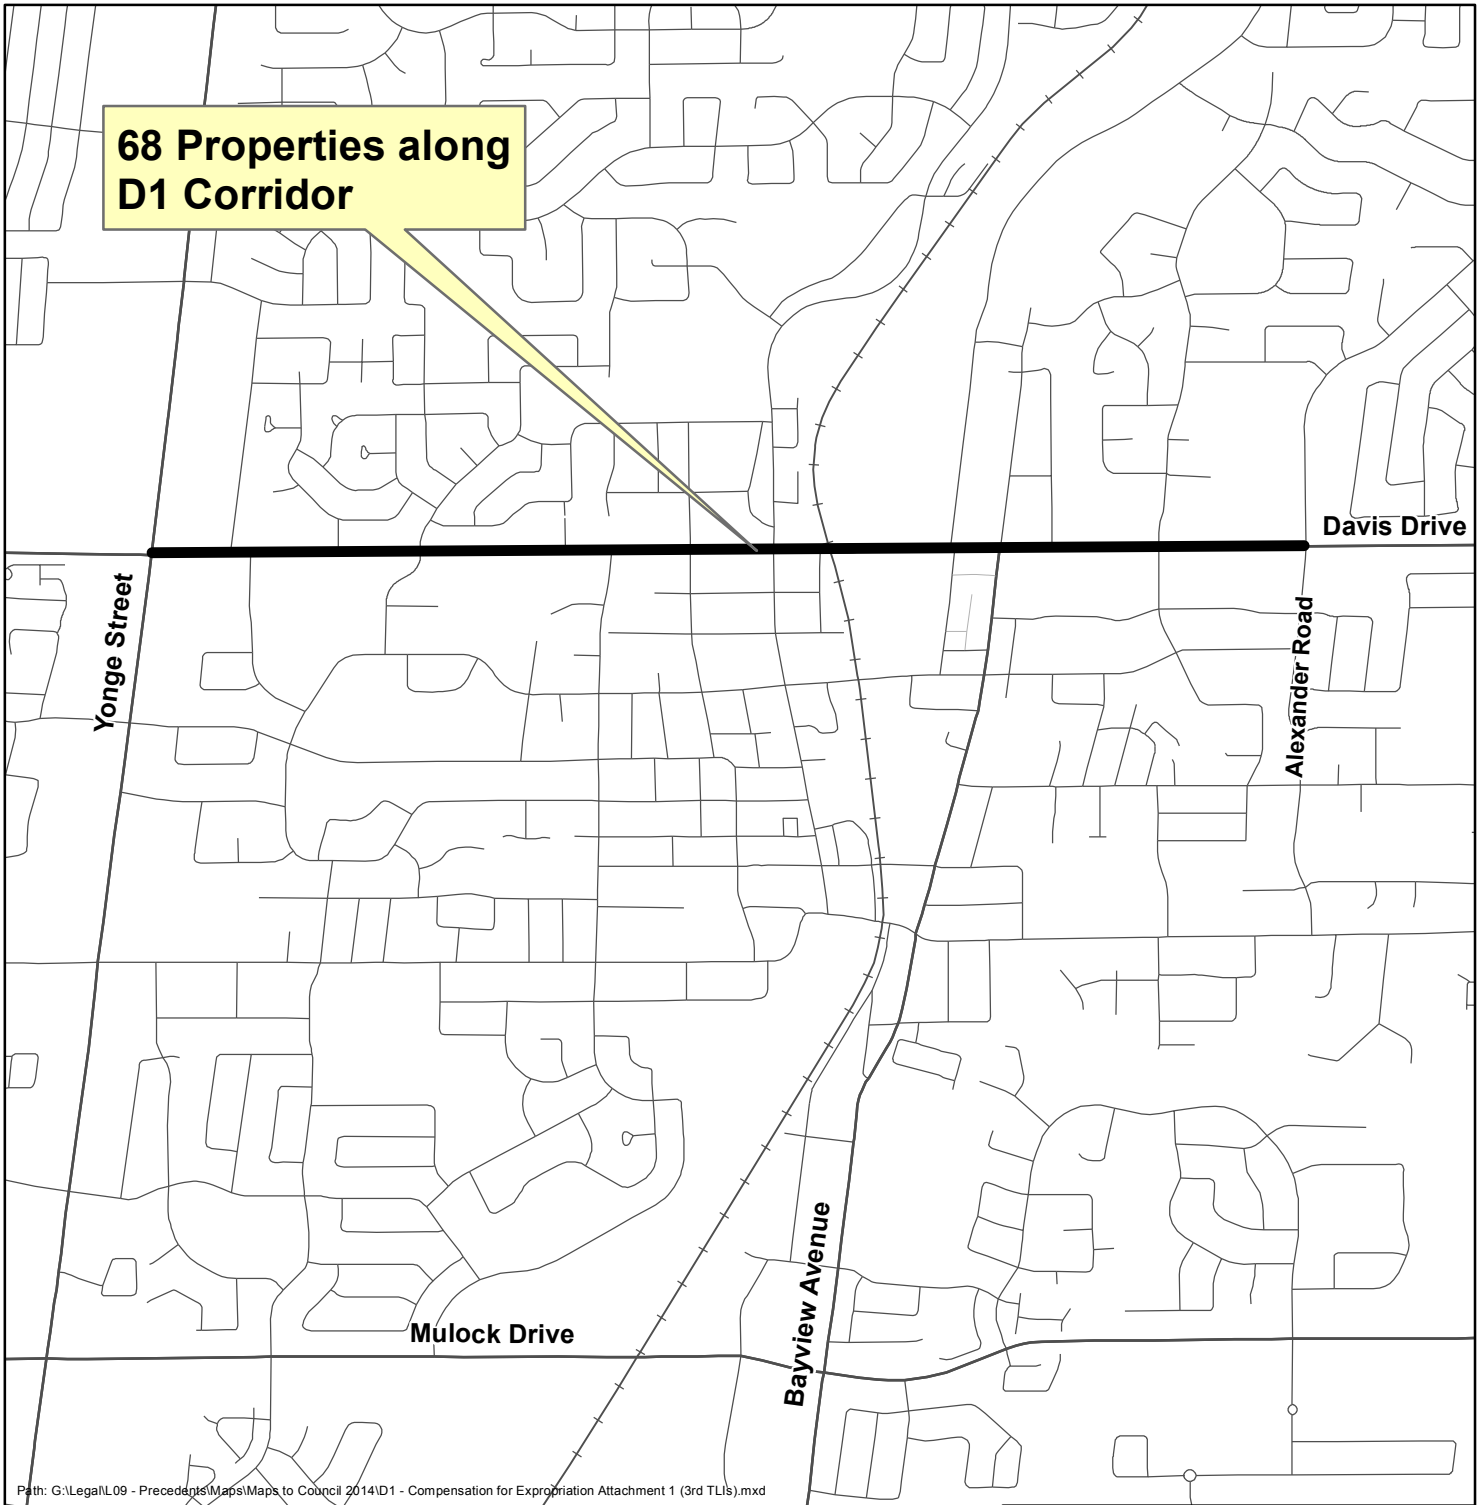 68 Properties along
D1 Corridor
Davis Drive
Yonge Street
Alexander Road
Bayview Avenue
Mulock Drive
Path: G:\Legal\L09 - Precedents\Maps\Maps to Council 2014\D1 - Compensation for Expropriation Attachment 1 (3rd TLIs).mxd